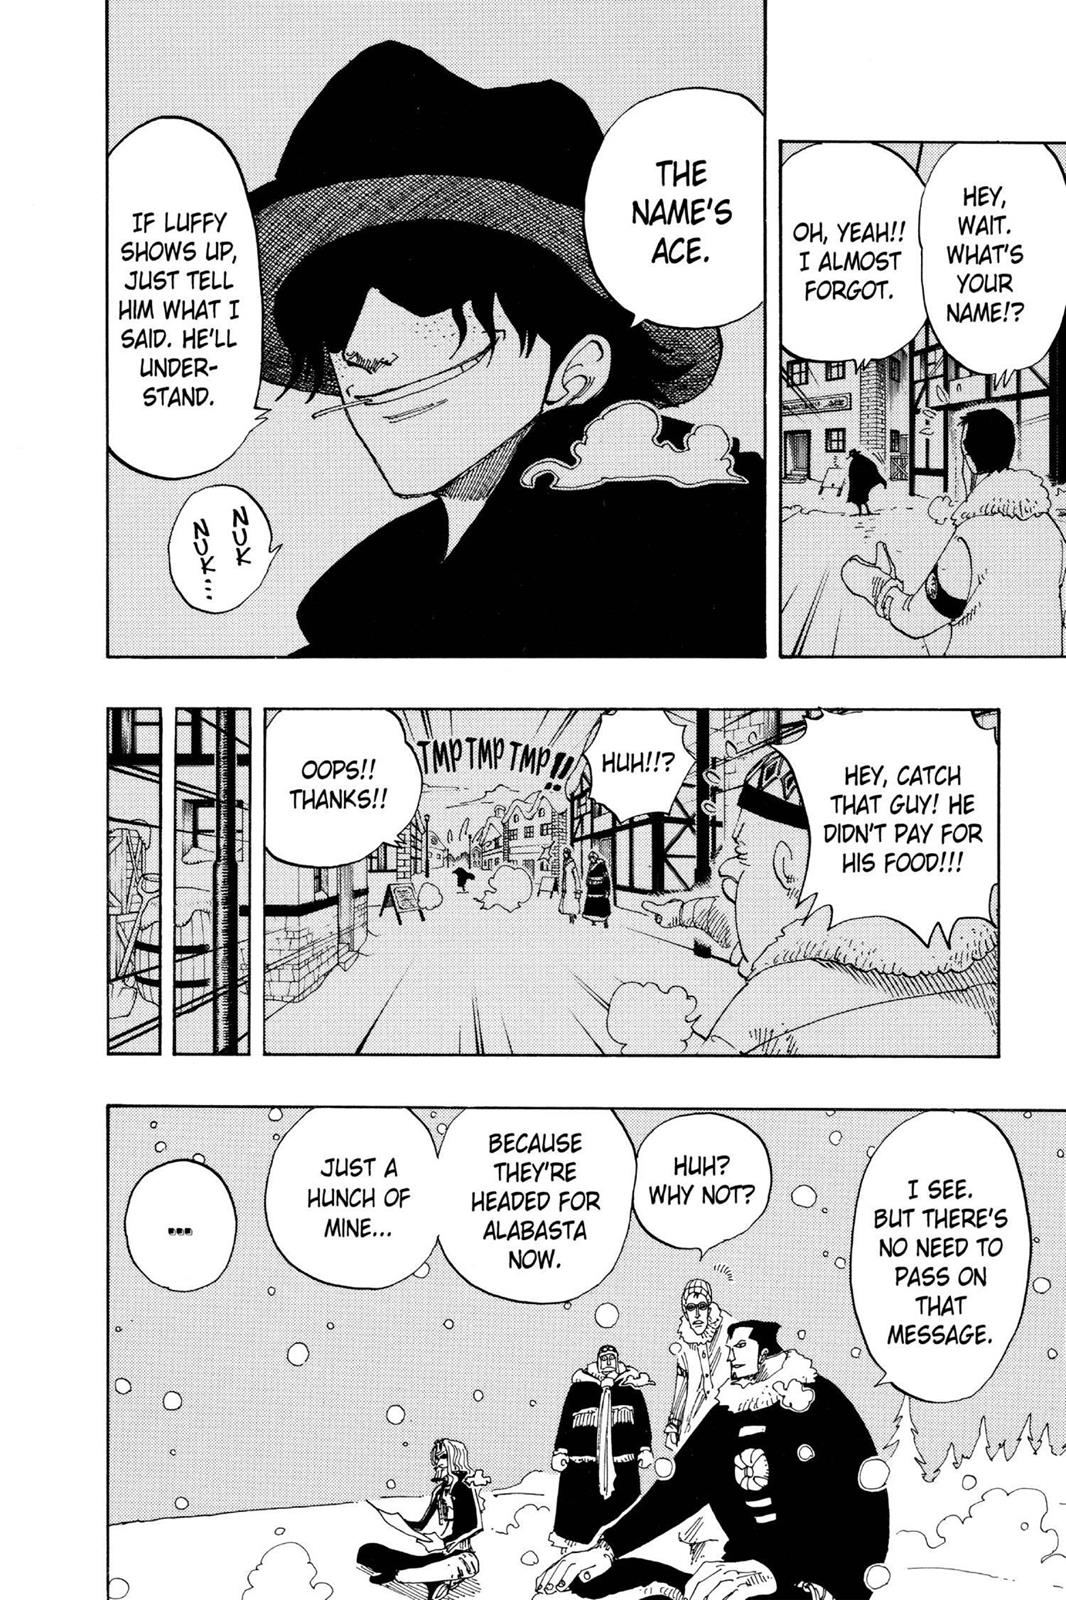 HEY,
WAIT.
WHAT'S
YOUR
NAME!?
OH, YEAH!!
I ALMOST
FORGOT.
THE
NAME'S
ACE.
IF LUFFY
SHOWS UP,
JUST TELL
HIM WHAT I
SAID. HE'LL
UNDER-
STAND.
NUK
NUK...
HEY, CATCH
THAT GUY! HE
DIDN'T PAY FOR
HIS FOOD!!!
HUH!!?
TMP TMP TMP!!
OOPS!!
THANKS!!
I SEE.
BUT THERE'S
NO NEED TO
PASS ON
THAT
MESSAGE.
HUH?
WHY NOT?
BECAUSE
THEY'RE
HEADED FOR
ALABASTA
NOW.
JUST A
HUNCH OF
MINE...
...